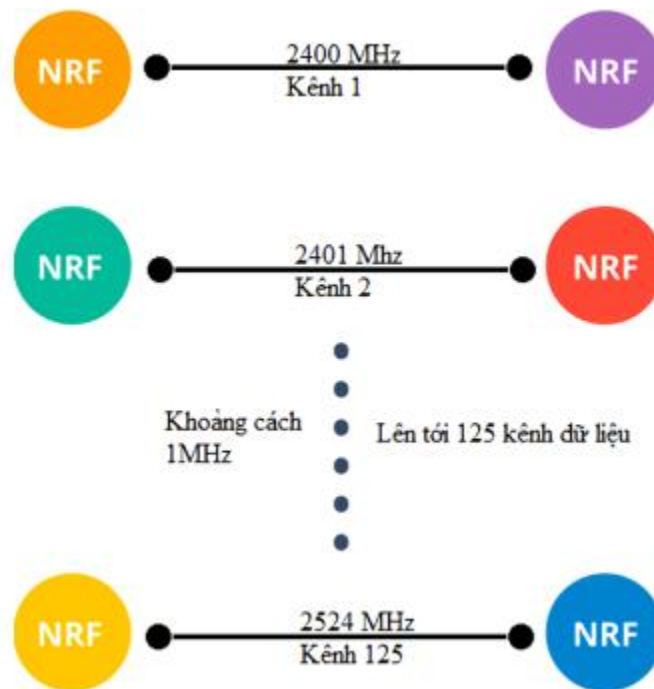 NRF
2400 MHz
Kênh 1
NRF
NRF
2401 Mhz
Kênh 2
NRF
Khoảng cách
1MHz
Lên tới 125 kênh dữ liệu
NRF
2524 MHz
Kênh 125
NRF